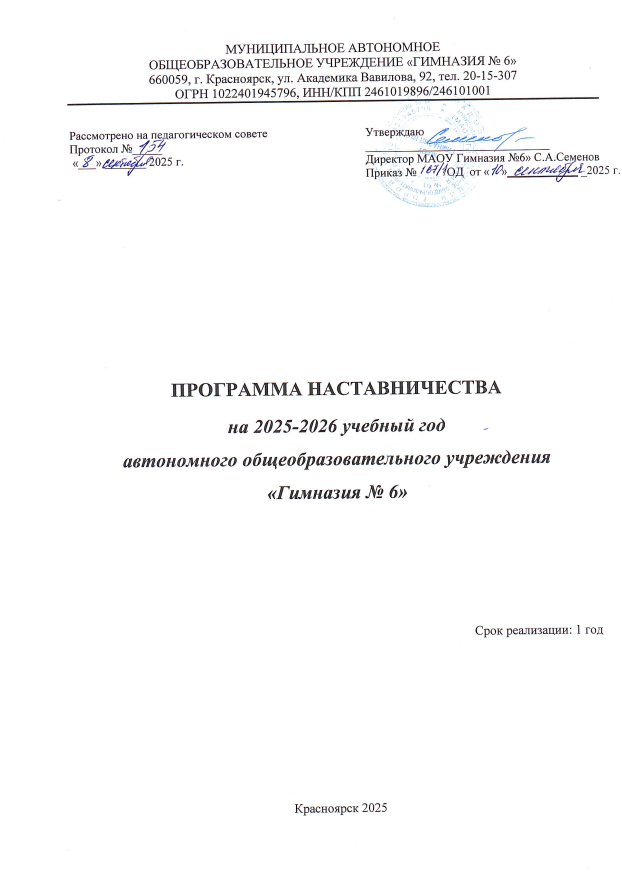 МУНИЦИПАЛЬНОЕ АВТОНОМНОЕ
ОБЩЕОБРАЗОВАТЕЛЬНОЕ УЧРЕЖДЕНИЕ «ГИМНАЗИЯ № 6»
660059, г. Красноярск, ул. Академика Вавилова, 92, тел. 20-15-307
ОГРН 1022401945796, ИНН/КПП 2461019896/246101001
Рассмотрено на педагогическом совете
Протокол № 154
« 8 » сентября 2025 г.
Утверждаю
Директор МАОУ Гимназия №6» С.А.Семенов
Приказ № 167/1ОД от «10» сентября 2025 г.
ПРОГРАММА НАСТАВНИЧЕСТВА
на 2025-2026 учебный год
автономного общеобразовательного учреждения
«Гимназия № 6»
Срок реализации: 1 год
Красноярск 2025